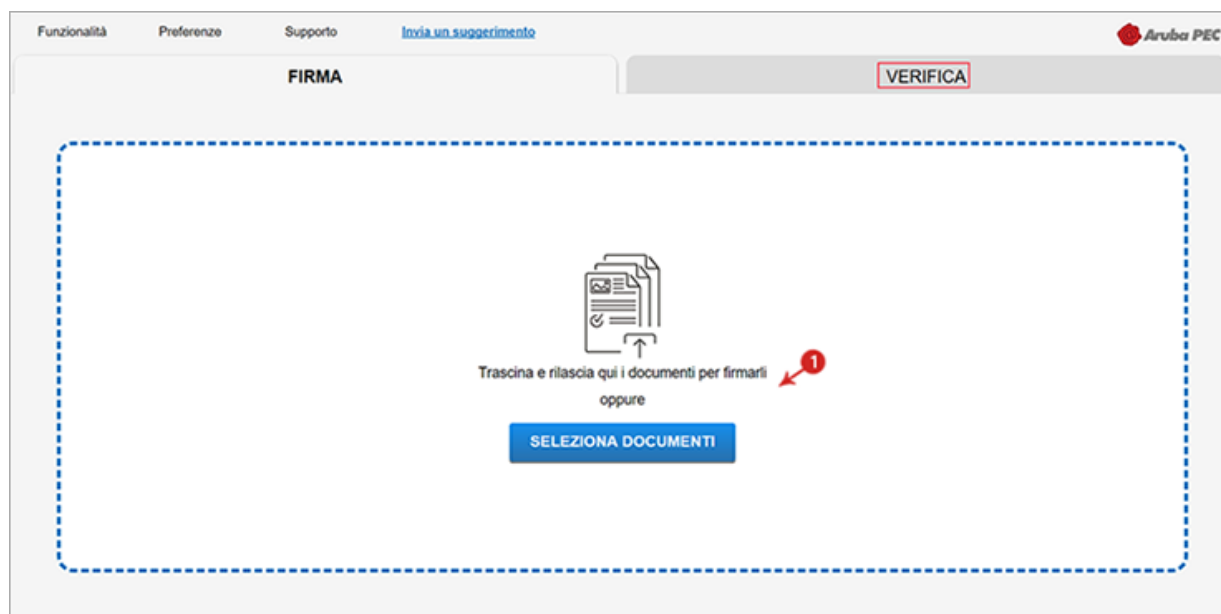 Funzionalità Preferenze Supporto Invia un suggerimento Aruba PEC
FIRMA VERIFICA
Trascina e rilascia qui i documenti per firmarli
1
oppure
SELEZIONA DOCUMENTI